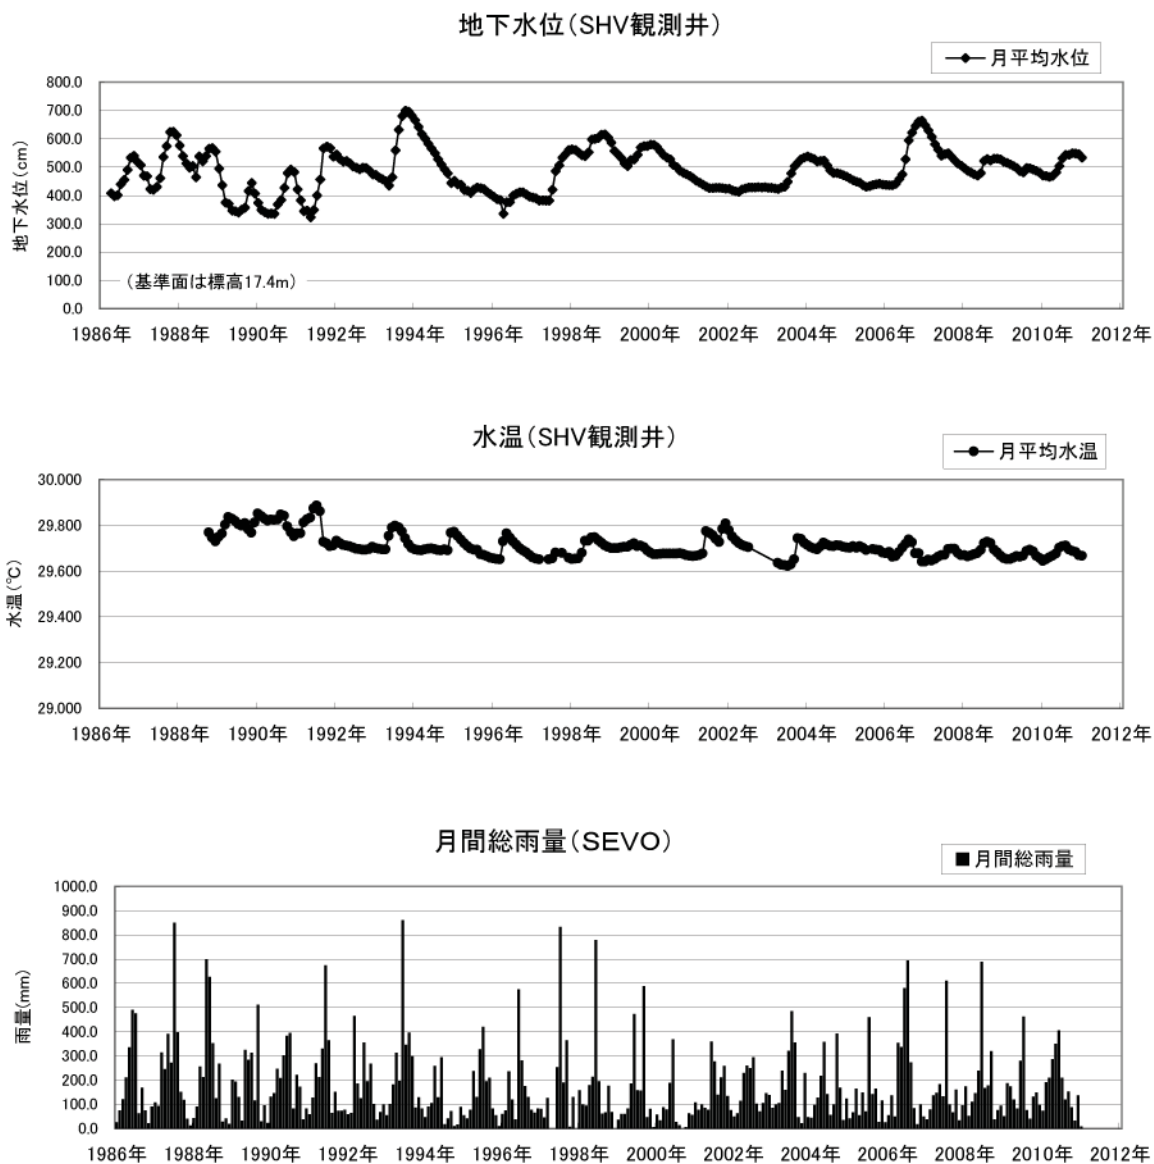 地下水位(SHV観測井)
月平均水位
800.0
700.0
600.0
500.0
400.0
300.0
200.0
100.0
0.0
地下水位(cm)
(基準面は標高17.4m)
1986年 1988年 1990年 1992年 1994年 1996年 1998年 2000年 2002年 2004年 2006年 2008年 2010年 2012年
水温(SHV観測井)
月平均水温
30.000
29.800
29.600
29.400
29.200
29.000
水温(℃)
1986年 1988年 1990年 1992年 1994年 1996年 1998年 2000年 2002年 2004年 2006年 2008年 2010年 2012年
月間総雨量(SEVO)
月間総雨量
1000.0
900.0
800.0
700.0
600.0
500.0
400.0
300.0
200.0
100.0
0.0
雨量(mm)
1986年 1988年 1990年 1992年 1994年 1996年 1998年 2000年 2002年 2004年 2006年 2008年 2010年 2012年